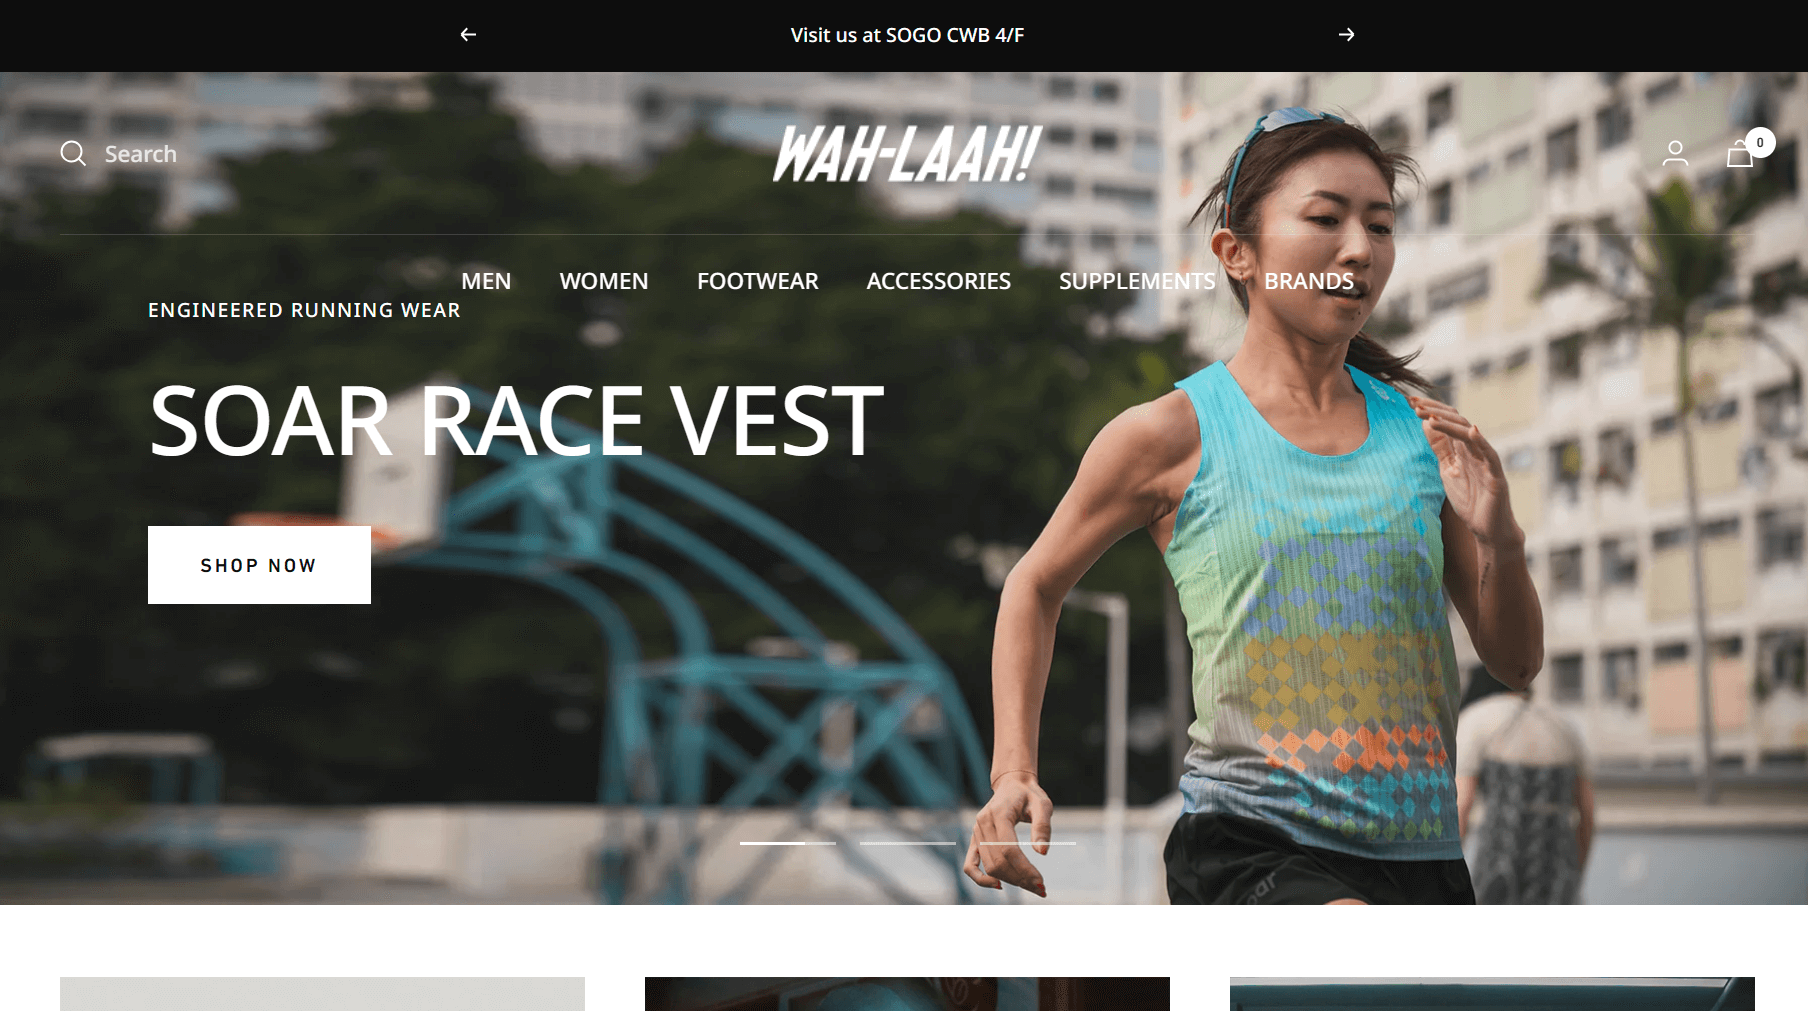 Visit us at SOGO CWB 4/F
Search
WAH-LAAH!
0
MEN WOMEN FOOTWEAR ACCESSORIES SUPPLEMENTS BRANDS
ENGINEERED RUNNING WEAR
SOAR RACE VEST
SHOP NOW